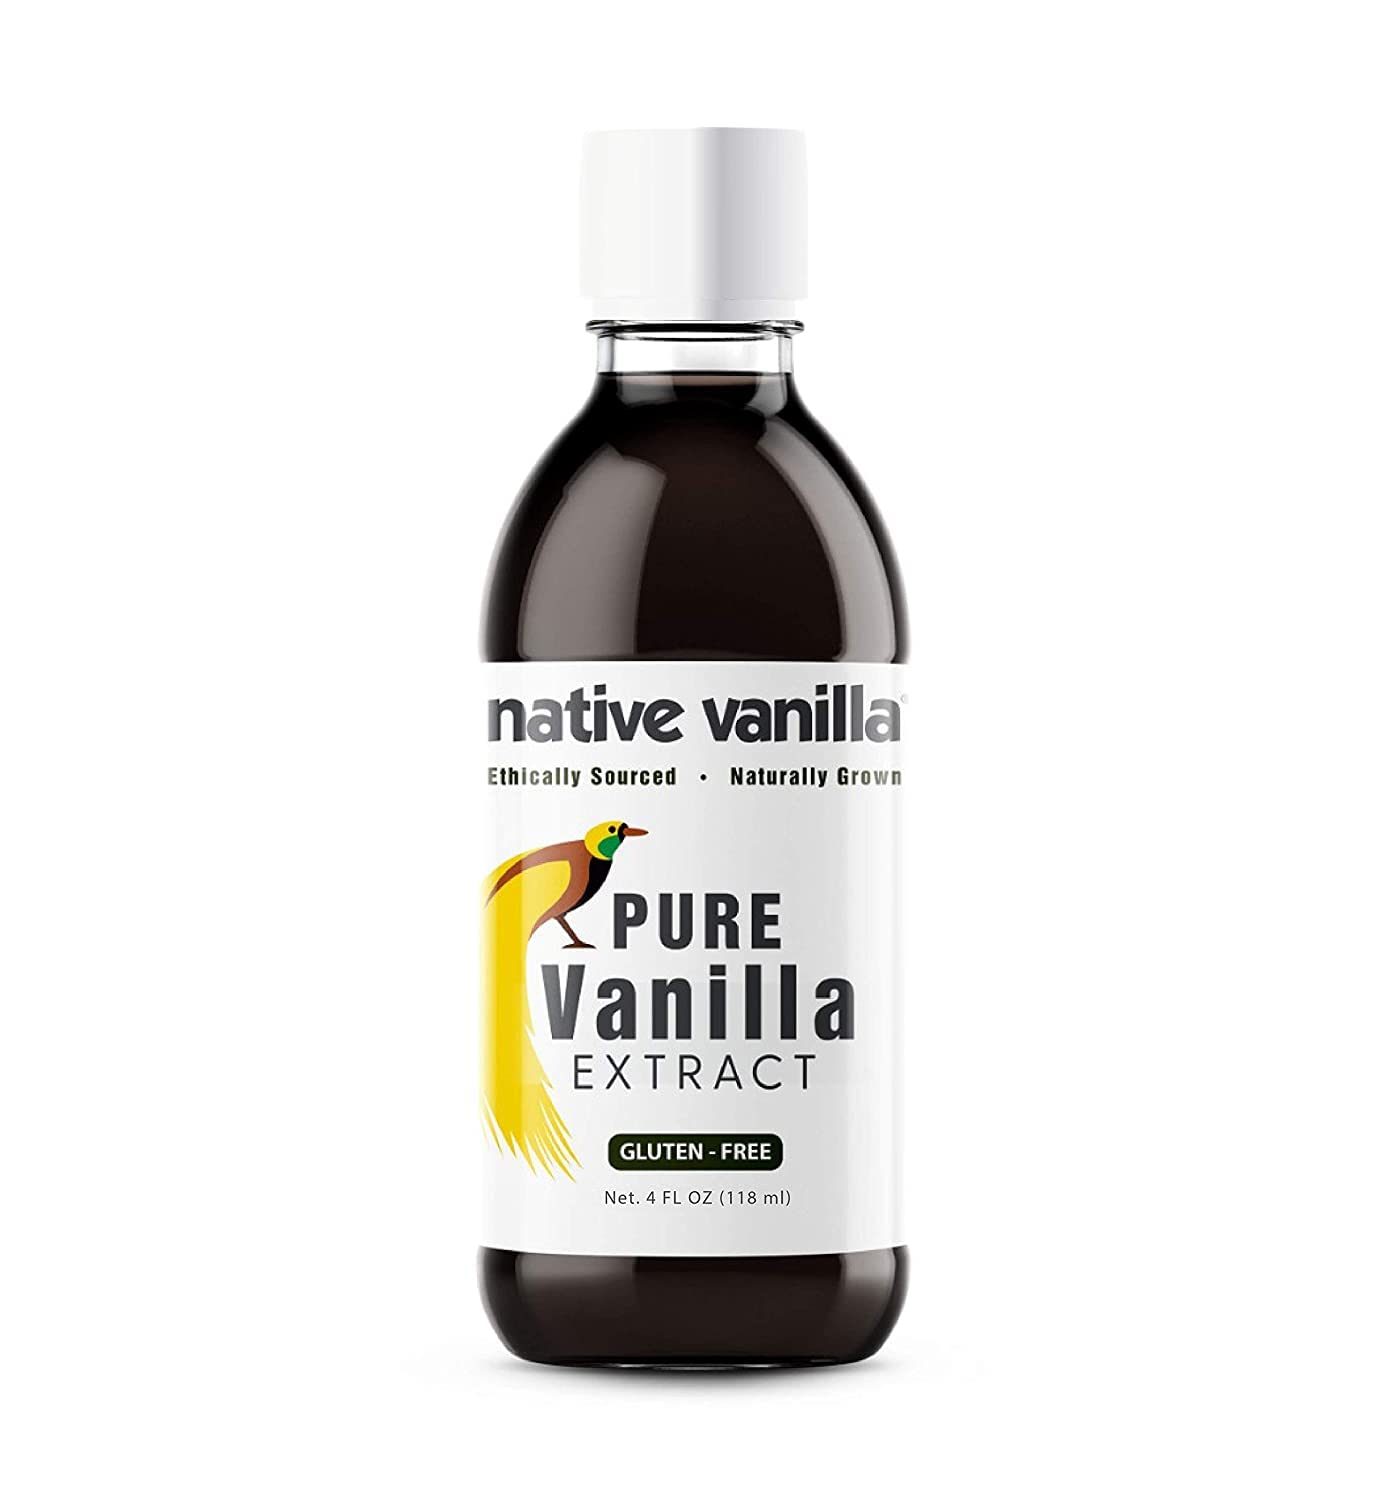 native vanilla®
Ethically Sourced • Naturally Grown
PURE
Vanilla
EXTRACT
GLUTEN - FREE
Net. 4 FL OZ (118 ml)